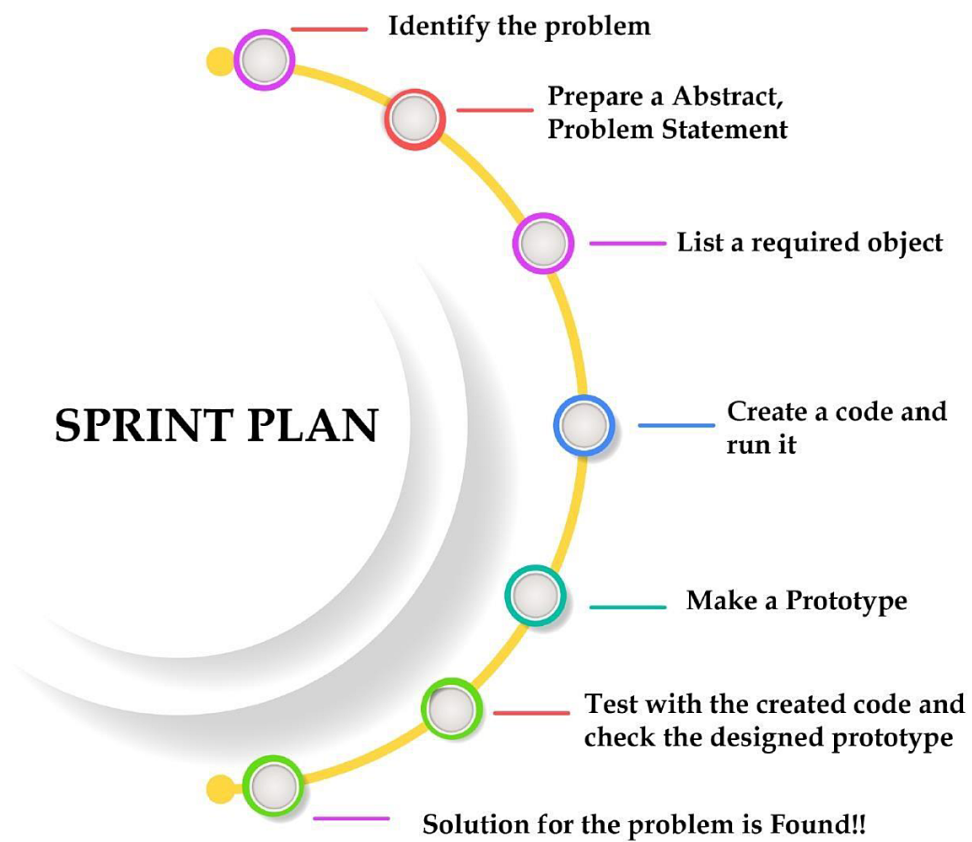 Identify the problem
Prepare a Abstract,
Problem Statement
List a required object
SPRINT PLAN
Create a code and
run it
Make a Prototype
Test with the created code and
check the designed prototype
Solution for the problem is Found!!